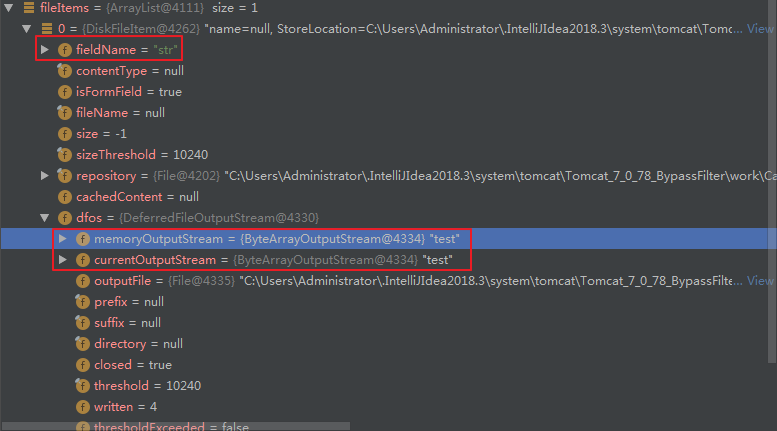 fileItems = {ArrayList@4111} size = 1
0 = {DiskFileItem@4262} "name=null, StoreLocation=C:\Users\Administrator\.IntelliJIdea2018.3\system\tomcat\Tomc... View
f fieldName = "str"
f contentType = null
f isFormField = true
f fileName = null
f size = -1
f sizeThreshold = 10240
f repository = {File@4202} "C:\Users\Administrator\.IntelliJIdea2018.3\system\tomcat\Tomcat_7_0_78_BypassFilter\work\Ca
f cachedContent = null
f dfos = {DeferredFileOutputStream@4330}
f memoryOutputStream = {ByteArrayOutputStream@4334} "test"
f currentOutputStream = {ByteArrayOutputStream@4334} "test"
f outputFile = {File@4335} "C:\Users\Administrator\.IntelliJIdea2018.3\system\tomcat\Tomcat_7_0_78_BypassFilte... View
f prefix = null
f suffix = null
f directory = null
f closed = true
f threshold = 10240
f written = 4
f thresholdExceeded = false